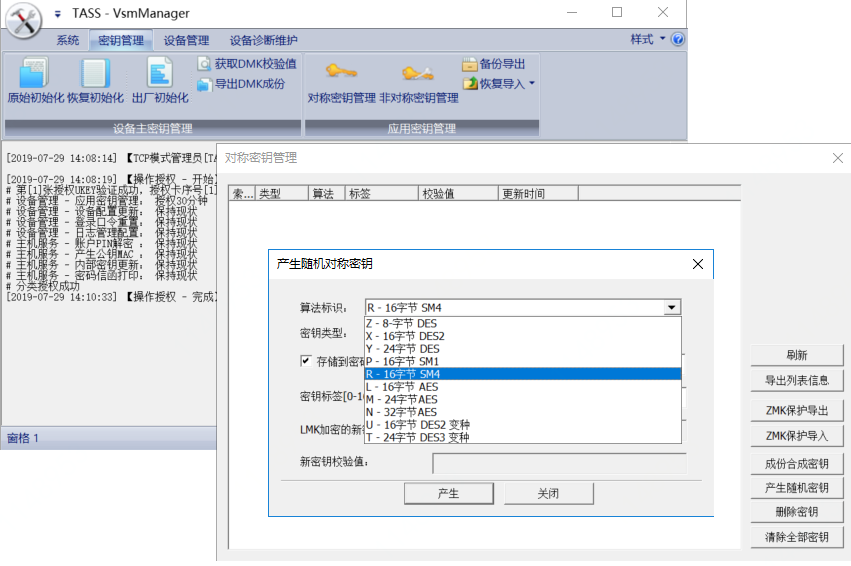 TASS - VsmManager
系统 密钥管理 设备管理 设备诊断维护 样式
原始初始化 恢复初始化 出厂初始化 获取DMK校验值 导出DMK成份
设备主密钥管理
对称密钥管理 非对称密钥管理 备份导出 恢复导入
应用密钥管理
[2019-07-29 14:08:14] 【TCP模式管理员[TA
[2019-07-29 14:08:19] 【操作授权 - 开始】
# 第[1]张授权UKEY验证成功, 授权卡序号[1]
# 设备管理 - 应用密钥管理: 授权30分钟
# 设备管理 - 设备配置更新: 保持现状
# 设备管理 - 登录口令重置: 保持现状
# 设备管理 - 日志管理配置: 保持现状
# 主机服务 - 账户PIN解密 : 保持现状
# 主机服务 - 产生公钥MAC : 保持现状
# 主机服务 - 内部密钥更新: 保持现状
# 主机服务 - 密码信函打印: 保持现状
# 分类授权成功
[2019-07-29 14:10:33] 【操作授权 - 完成】
窗格 1
对称密钥管理
索... 类型 算法 标签 校验值 更新时间
产生随机对称密钥
算法标识: R - 16字节 SM4
Z - 8-字节 DES
X - 16字节 DES2
Y - 24字节 DES
P - 16字节 SM1
R - 16字节 SM4
L - 16字节 AES
M - 24字节AES
N - 32字节AES
U - 16字节 DES2 变种
T - 24字节 DES3 变种
密钥类型:
存储到密
密钥标签[0-1
LMK加密的新
新密钥校验值:
产生 关闭
刷新
导出列表信息
ZMK保护导出
ZMK保护导入
成份合成密钥
产生随机密钥
删除密钥
清除全部密钥